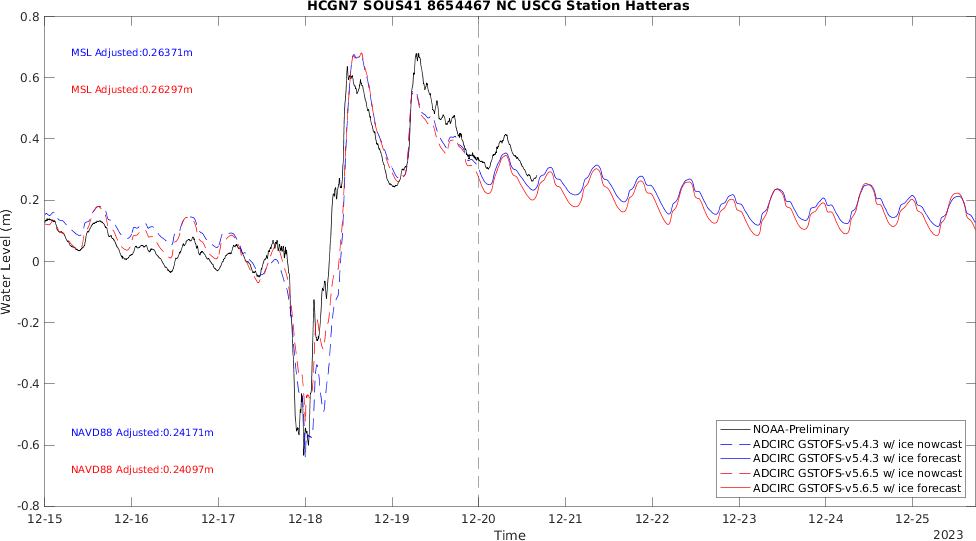 HCGN7 SOUS41 8654467 NC USCG Station Hatteras
0.8
0.6
0.4
0.2
0
-0.2
-0.4
-0.6
-0.8
Water Level (m)
MSL Adjusted:0.26371m
MSL Adjusted:0.26297m
NAVD88 Adjusted:0.24171m
NAVD88 Adjusted:0.24097m
NOAA-Preliminary
ADCIRC GSTOFS-v5.4.3 w/ ice nowcast
ADCIRC GSTOFS-v5.4.3 w/ ice forecast
ADCIRC GSTOFS-v5.6.5 w/ ice nowcast
ADCIRC GSTOFS-v5.6.5 w/ ice forecast
12-15 12-16 12-17 12-18 12-19 12-20 12-21 12-22 12-23 12-24 12-25
Time
2023